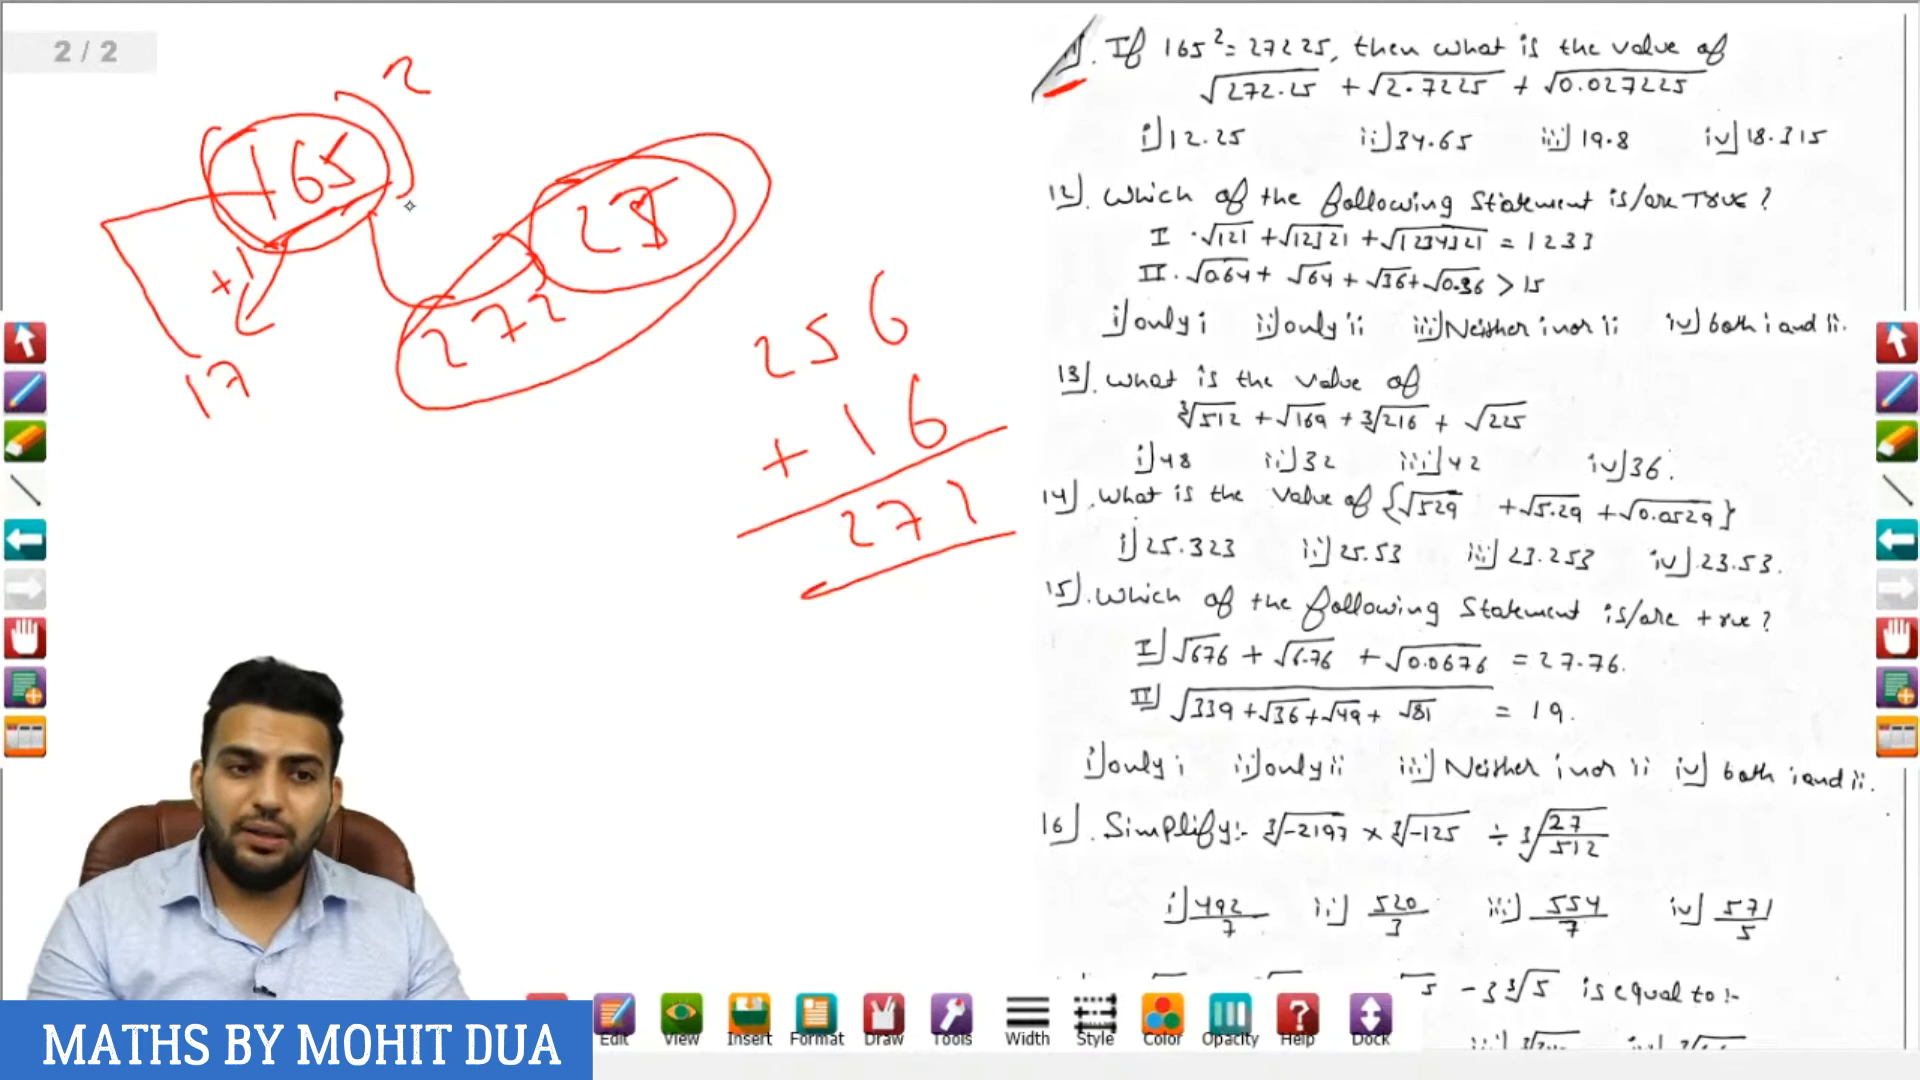 2 / 2
165
2
+1
17
272
25
256
+ 16
272
11). If 165² = 27225, then what is the value of
√272.25 + √2.7225 + √0.027225
i) 12.25 ii) 34.65 iii) 19.8 iv) 18.315
12). Which of the following Statement is/are True?
I. √121 + √12321 + √1234321 = 1233
II. √0.64 + √64 + √36 + √0.36 > 15
i) only i ii) only ii iii) Neither i nor ii iv) both i and ii.
13). What is the value of
∛512 + √169 + ∛216 + √225
i) 48 ii) 32 iii) 42 iv) 36.
14). What is the value of {√529 + √5.29 + √0.0529}
i) 25.323 ii) 25.53 iii) 23.253 iv) 23.53.
15). Which of the following Statement is/are true?
I) √676 + √6.76 + √0.0676 = 27.76.
II) √339 + √36 + √49 + √81 = 19.
i) only i ii) only ii iii) Neither i nor ii iv) both i and ii.
16). Simplify:- ∛-2197 × ∛-125 ÷ ∛27/512
i) 492/7 ii) 520/3 iii) 554/7 iv) 571/5
- 3∛5 is equal to :-
MATHS BY MOHIT DUA
Edit View Insert Format Draw Tools Width Style Color Opacity Help Dock